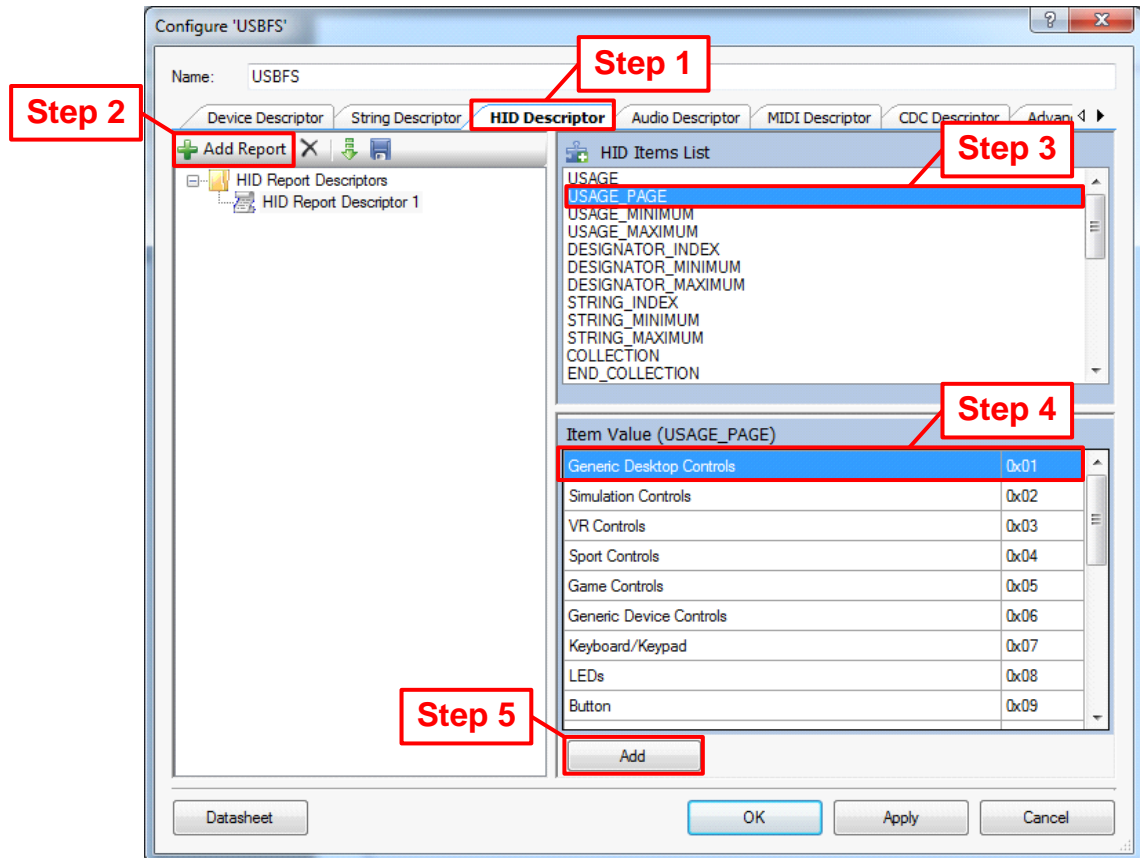 Configure 'USBFS'
Step 1
Name: USBFS
Step 2
Device Descriptor String Descriptor HID Descriptor Audio Descriptor MIDI Descriptor CDC Descriptor
Add Report
HID Items List
Step 3
HID Report Descriptors
HID Report Descriptor 1
USAGE
USAGE_PAGE
USAGE_MINIMUM
USAGE_MAXIMUM
DESIGNATOR_INDEX
DESIGNATOR_MINIMUM
DESIGNATOR_MAXIMUM
STRING_INDEX
STRING_MINIMUM
STRING_MAXIMUM
COLLECTION
END_COLLECTION
Step 4
Item Value (USAGE_PAGE)
Generic Desktop Controls 0x01
Simulation Controls 0x02
VR Controls 0x03
Sport Controls 0x04
Game Controls 0x05
Generic Device Controls 0x06
Keyboard/Keypad 0x07
LEDs 0x08
Button 0x09
Step 5
Add
Datasheet OK Apply Cancel